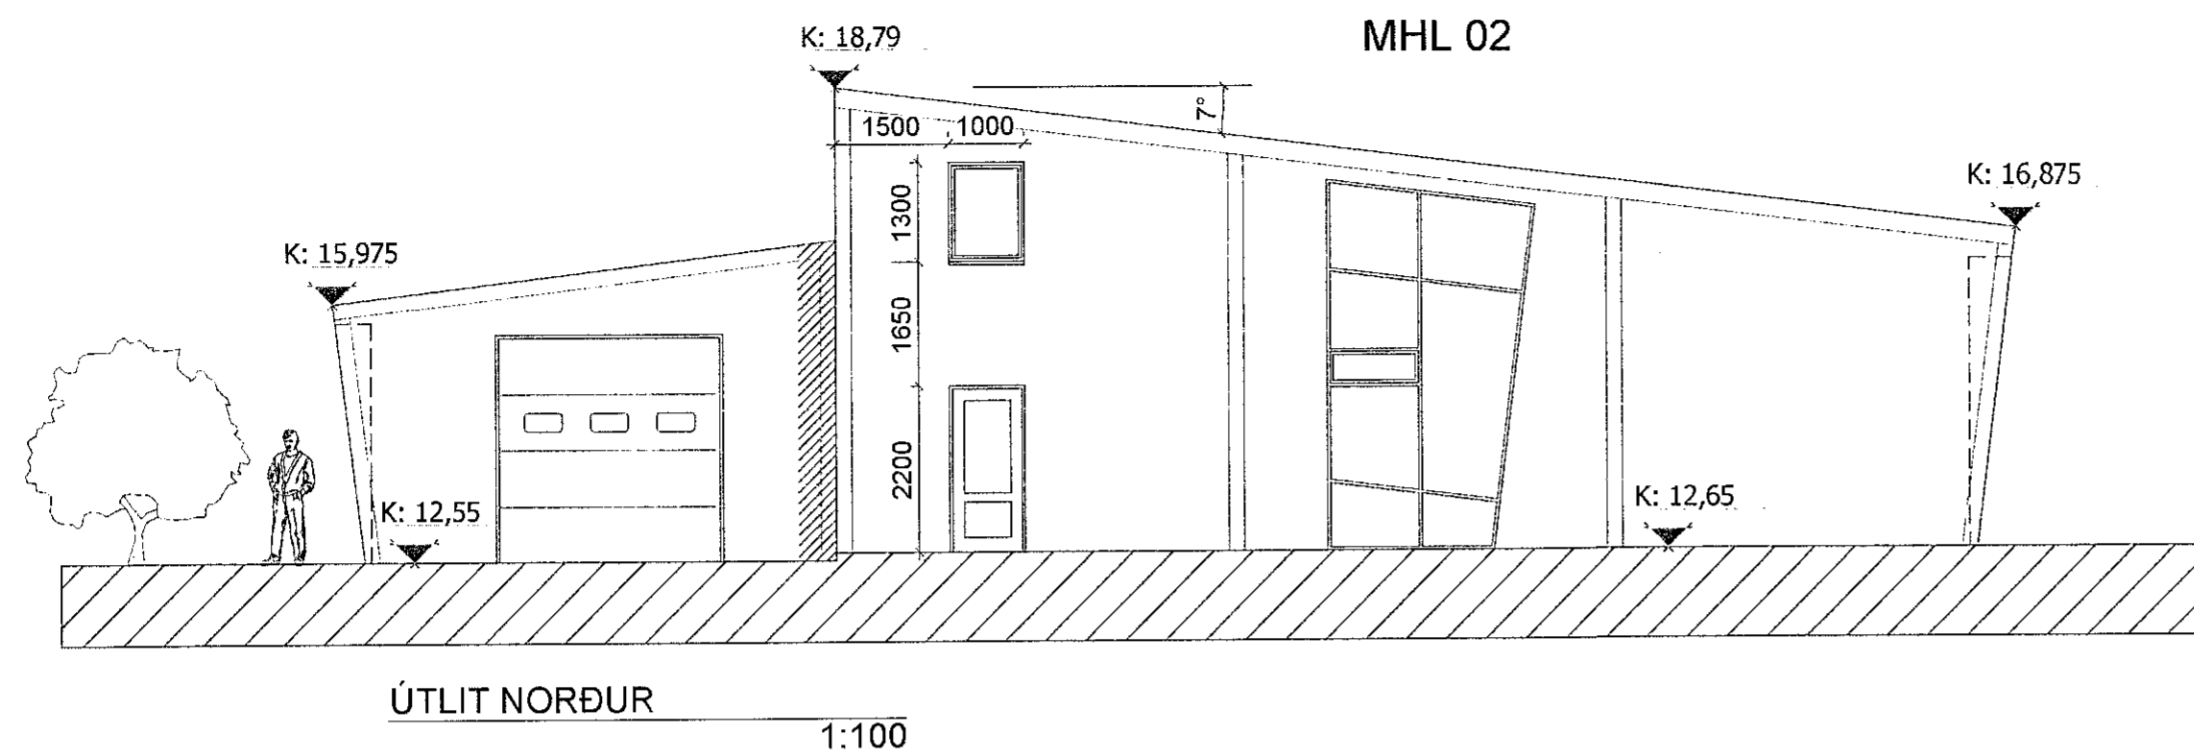 MHL 02
K: 18,79
7°
1500
1000
K: 16,875
1300
K: 15,975
1650
2200
K: 12,55
K: 12,65
ÚTLIT NORÐUR
1:100